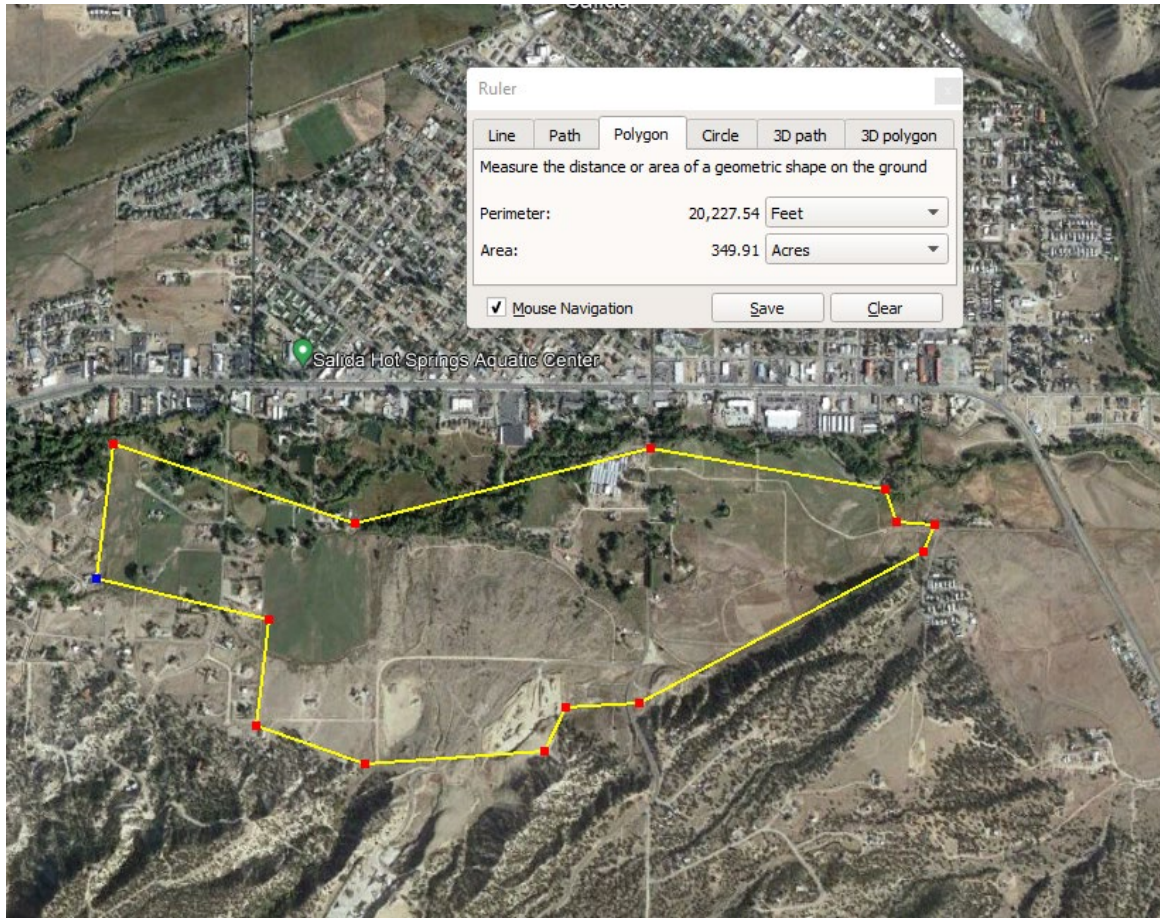 Salida
Ruler
Line Path Polygon Circle 3D path 3D polygon
Measure the distance or area of a geometric shape on the ground
Perimeter: 20,227.54 Feet
Area: 349.91 Acres
Mouse Navigation Save Clear
Salida Hot Springs Aquatic Center